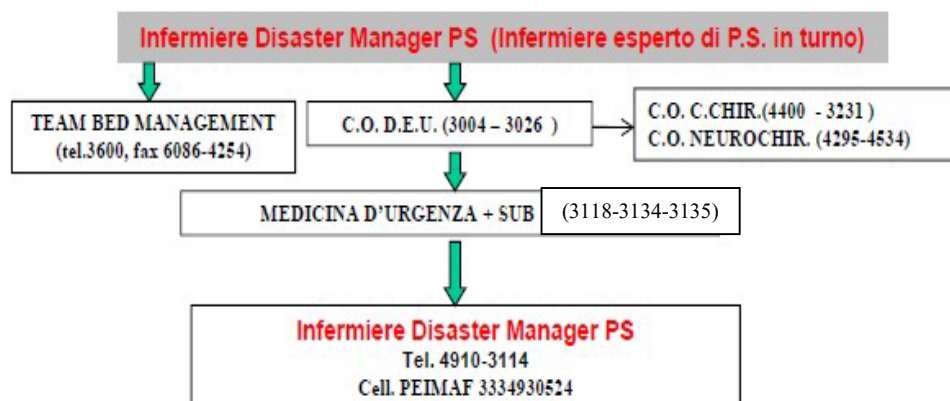 Infermiere Disaster Manager PS (Infermiere esperto di P.S. in turno)
TEAM BED MANAGEMENT
(tel.3600, fax 6086-4254)
C.O. D.E.U. (3004 – 3026 )
C.O. C.CHIR.(4400 - 3231 )
C.O. NEUROCHIR. (4295-4534)
MEDICINA D'URGENZA + SUB (3118-3134-3135)
Infermiere Disaster Manager PS
Tel. 4910-3114
Cell. PEIMAF 3334930524